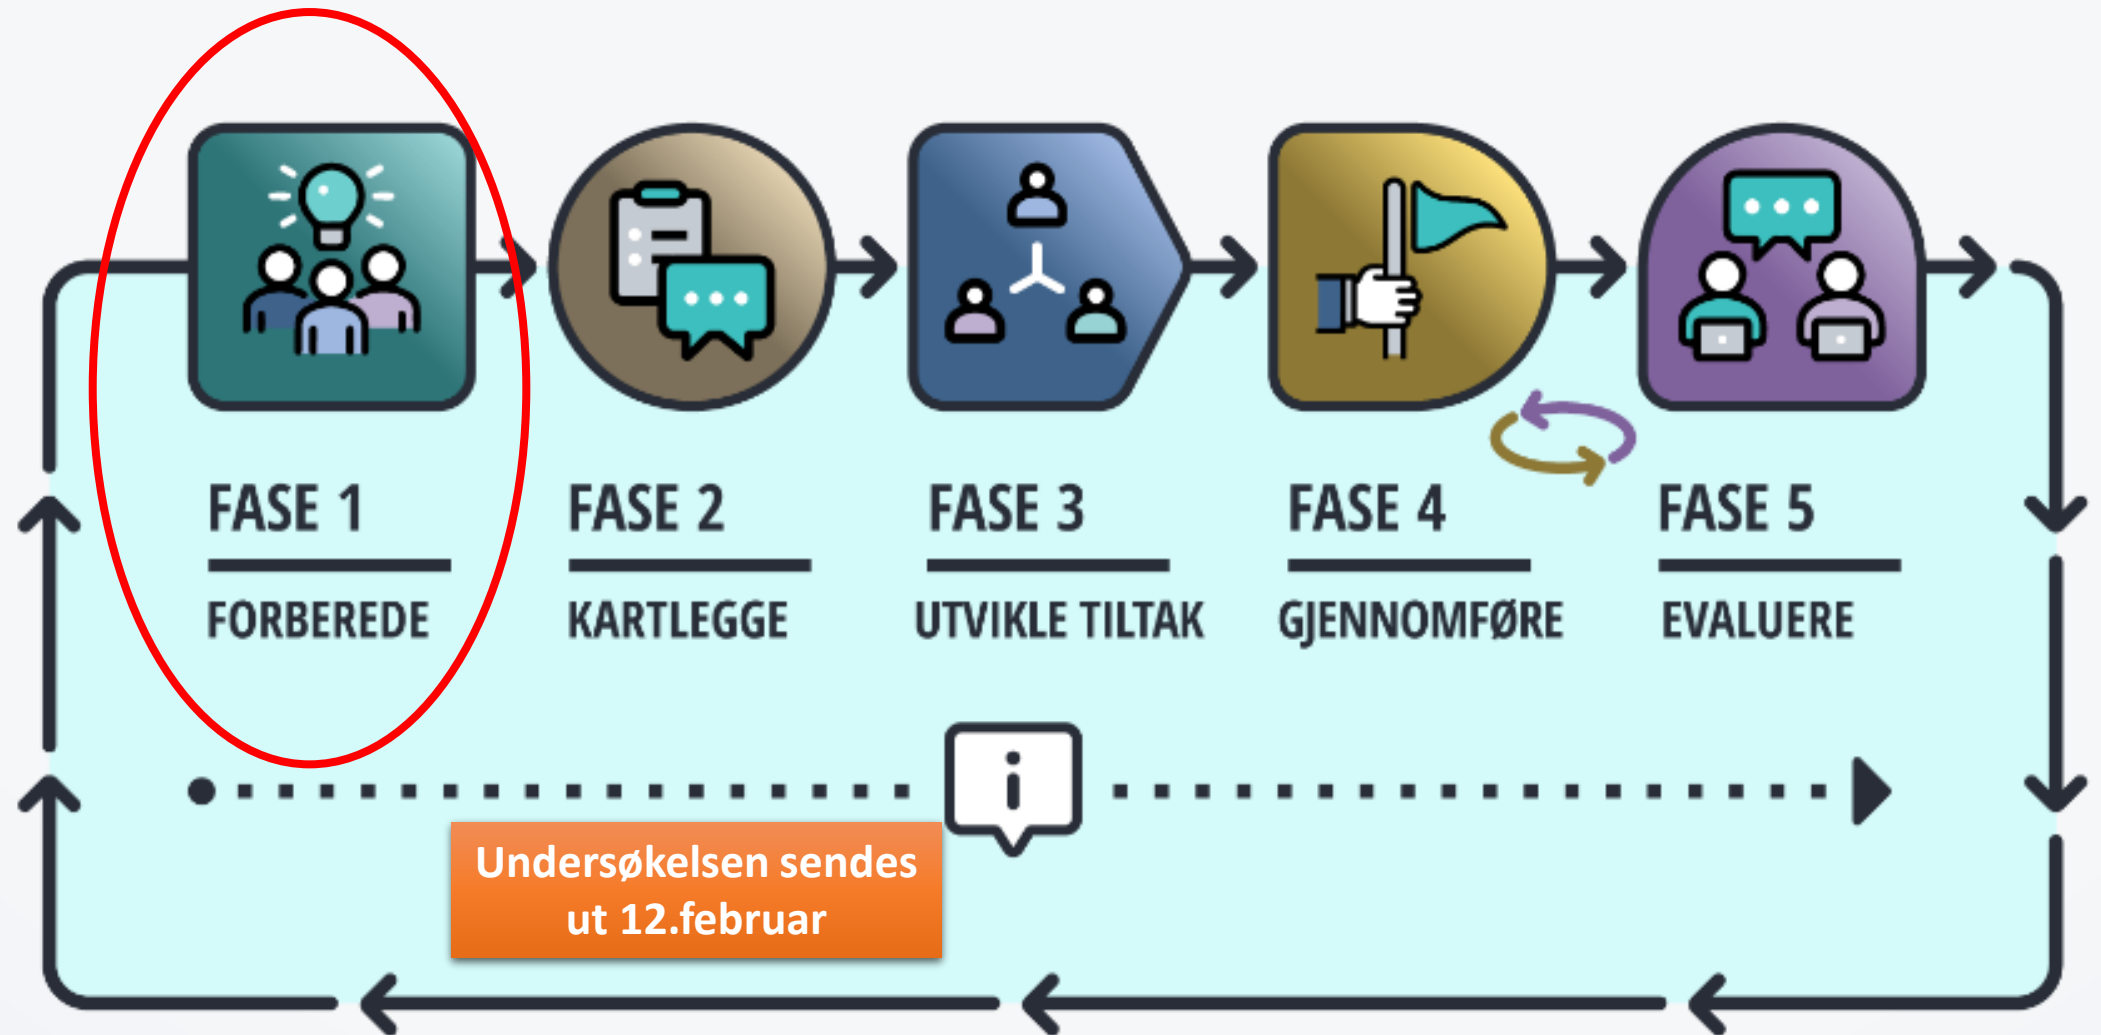 FASE 1
FORBEREDE
FASE 2
KARTLEGGE
FASE 3
UTVIKLE TILTAK
FASE 4
GJENNOMFØRE
FASE 5
EVALUERE
i
Undersøkelsen sendes
ut 12.februar